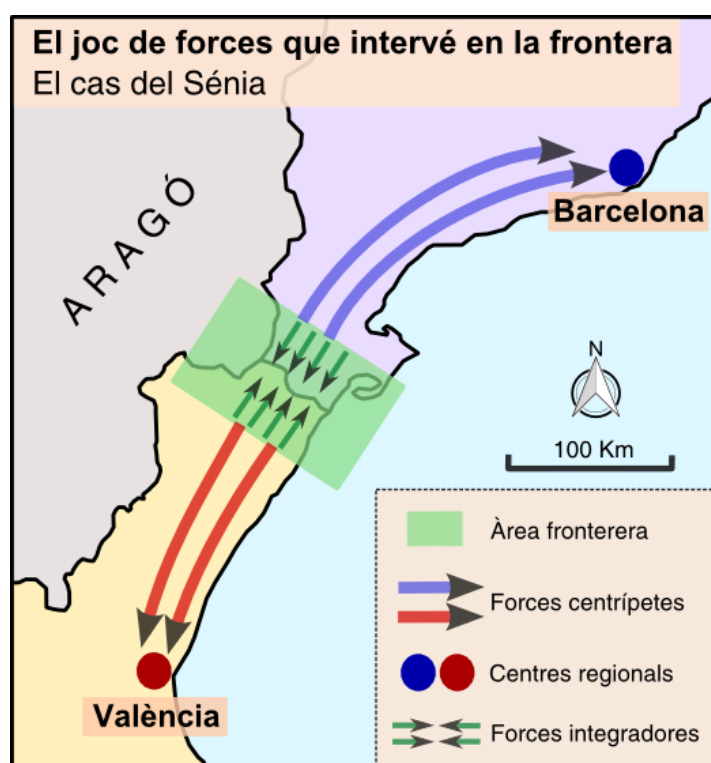 El joc de forces que intervé en la frontera
El cas del Sénia
ARAGÓ
Barcelona
N
100 Km
Àrea fronterera
Forces centrípetes
Centres regionals
Forces integradores
València